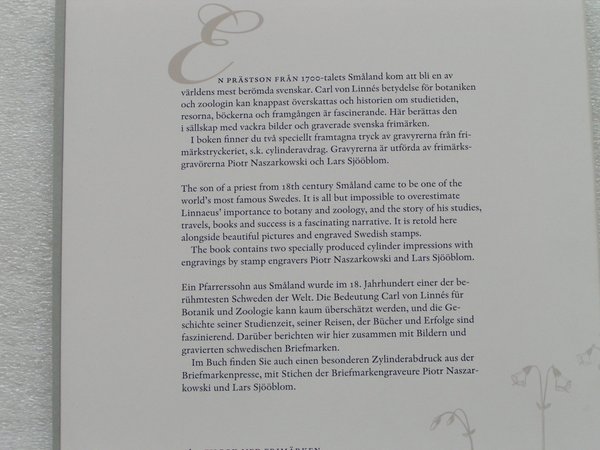 EN PRÄSTSON FRÅN 1700-talets Småland kom att bli en av
världens mest berömda svenskar. Carl von Linnés betydelse för botaniken
och zoologin kan knappast överskattas och historien om studietiden,
resorna, böckerna och framgången är fascinerande. Här berättas den
i sällskap med vackra bilder och graverade svenska frimärken.
I boken finner du två speciellt framtagna tryck av gravyrerna från fri-
märkstryckeriet, s.k. cylinderavdrag. Gravyrerna är utförda av frimärks-
gravörerna Piotr Naszarkowski och Lars Sjööblom.
The son of a priest from 18th century Småland came to be one of the
world's most famous Swedes. It is all but impossible to overestimate
Linnaeus' importance to botany and zoology, and the story of his studies,
travels, books and success is a fascinating narrative. It is retold here
alongside beautiful pictures and engraved Swedish stamps.
The book contains two specially produced cylinder impressions with
engravings by stamp engravers Piotr Naszarkowski and Lars Sjööblom.
Ein Pfarrerssohn aus Småland wurde im 18. Jahrhundert einer der be-
rühmtesten Schweden der Welt. Die Bedeutung Carl von Linnés für
Botanik und Zoologie kann kaum überschätzt werden, und die Ge-
schichte seiner Studienzeit, seiner Reisen, der Bücher und Erfolge sind
faszinierend. Darüber berichten wir hier zusammen mit Bildern und
gravierten schwedischen Briefmarken.
Im Buch finden Sie auch einen besonderen Zylinderabdruck aus der
Briefmarkenpresse, mit Stichen der Briefmarkengraveure Piotr Naszar-
kowski und Lars Sjööblom.